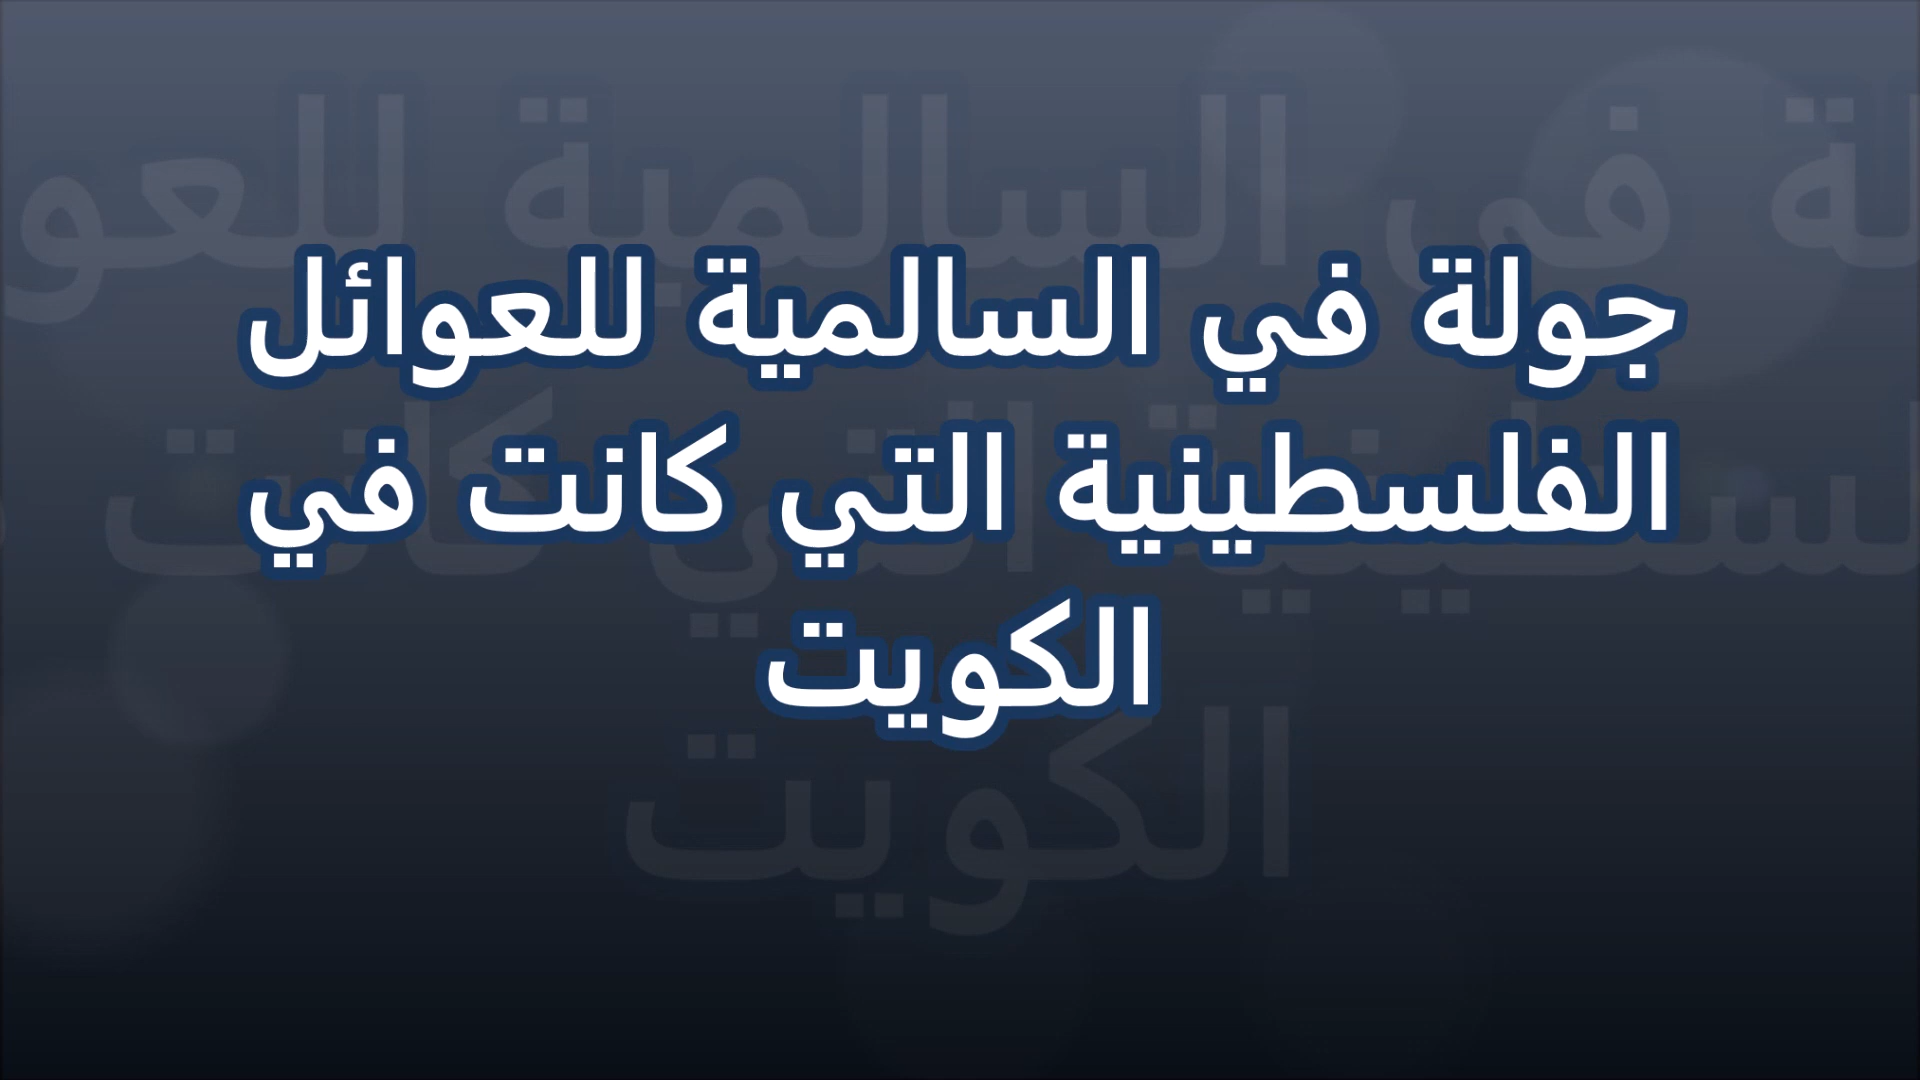 جولة في السالمية للعوائل
الفلسطينية التي كانت في
الكويت